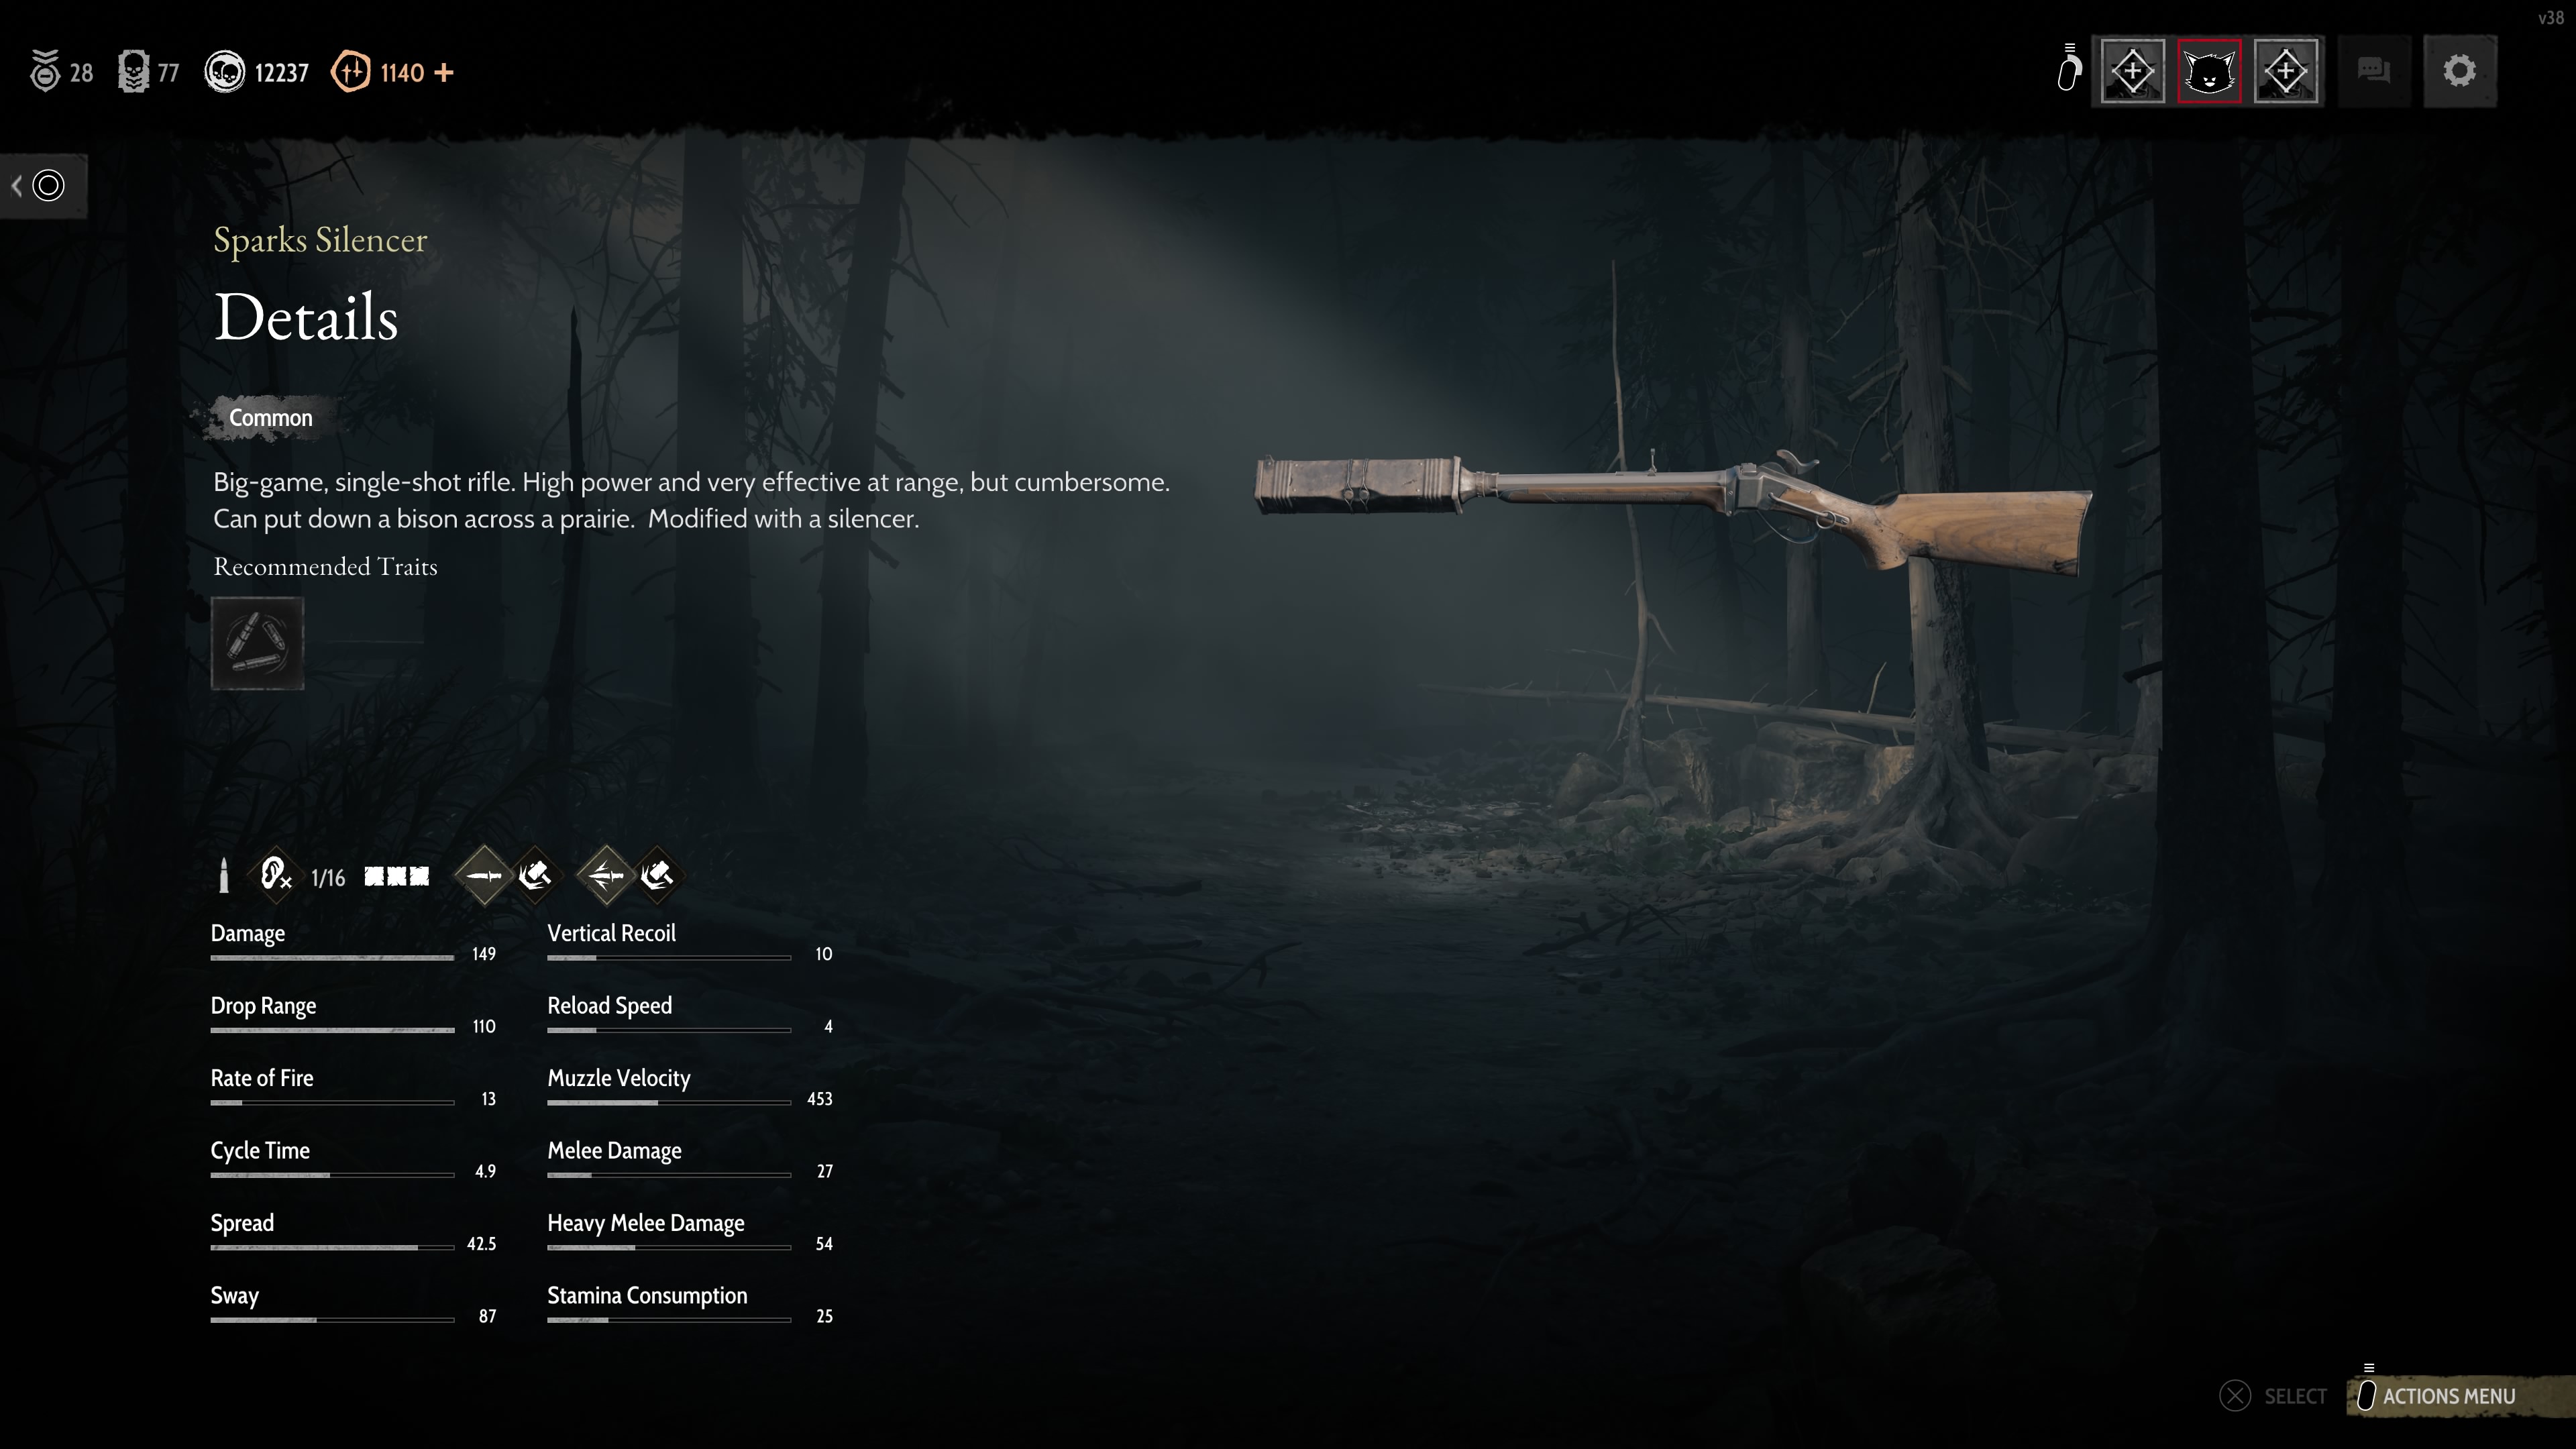 v38
28
77
12237
1140 +
Sparks Silencer
Details
Common
Big-game, single-shot rifle. High power and very effective at range, but cumbersome.
Can put down a bison across a prairie.  Modified with a silencer.
Recommended Traits
1/16
Damage 149
Vertical Recoil 10
Drop Range 110
Reload Speed 4
Rate of Fire 13
Muzzle Velocity 453
Cycle Time 4.9
Melee Damage 27
Spread 42.5
Heavy Melee Damage 54
Sway 87
Stamina Consumption 25
SELECT
ACTIONS MENU